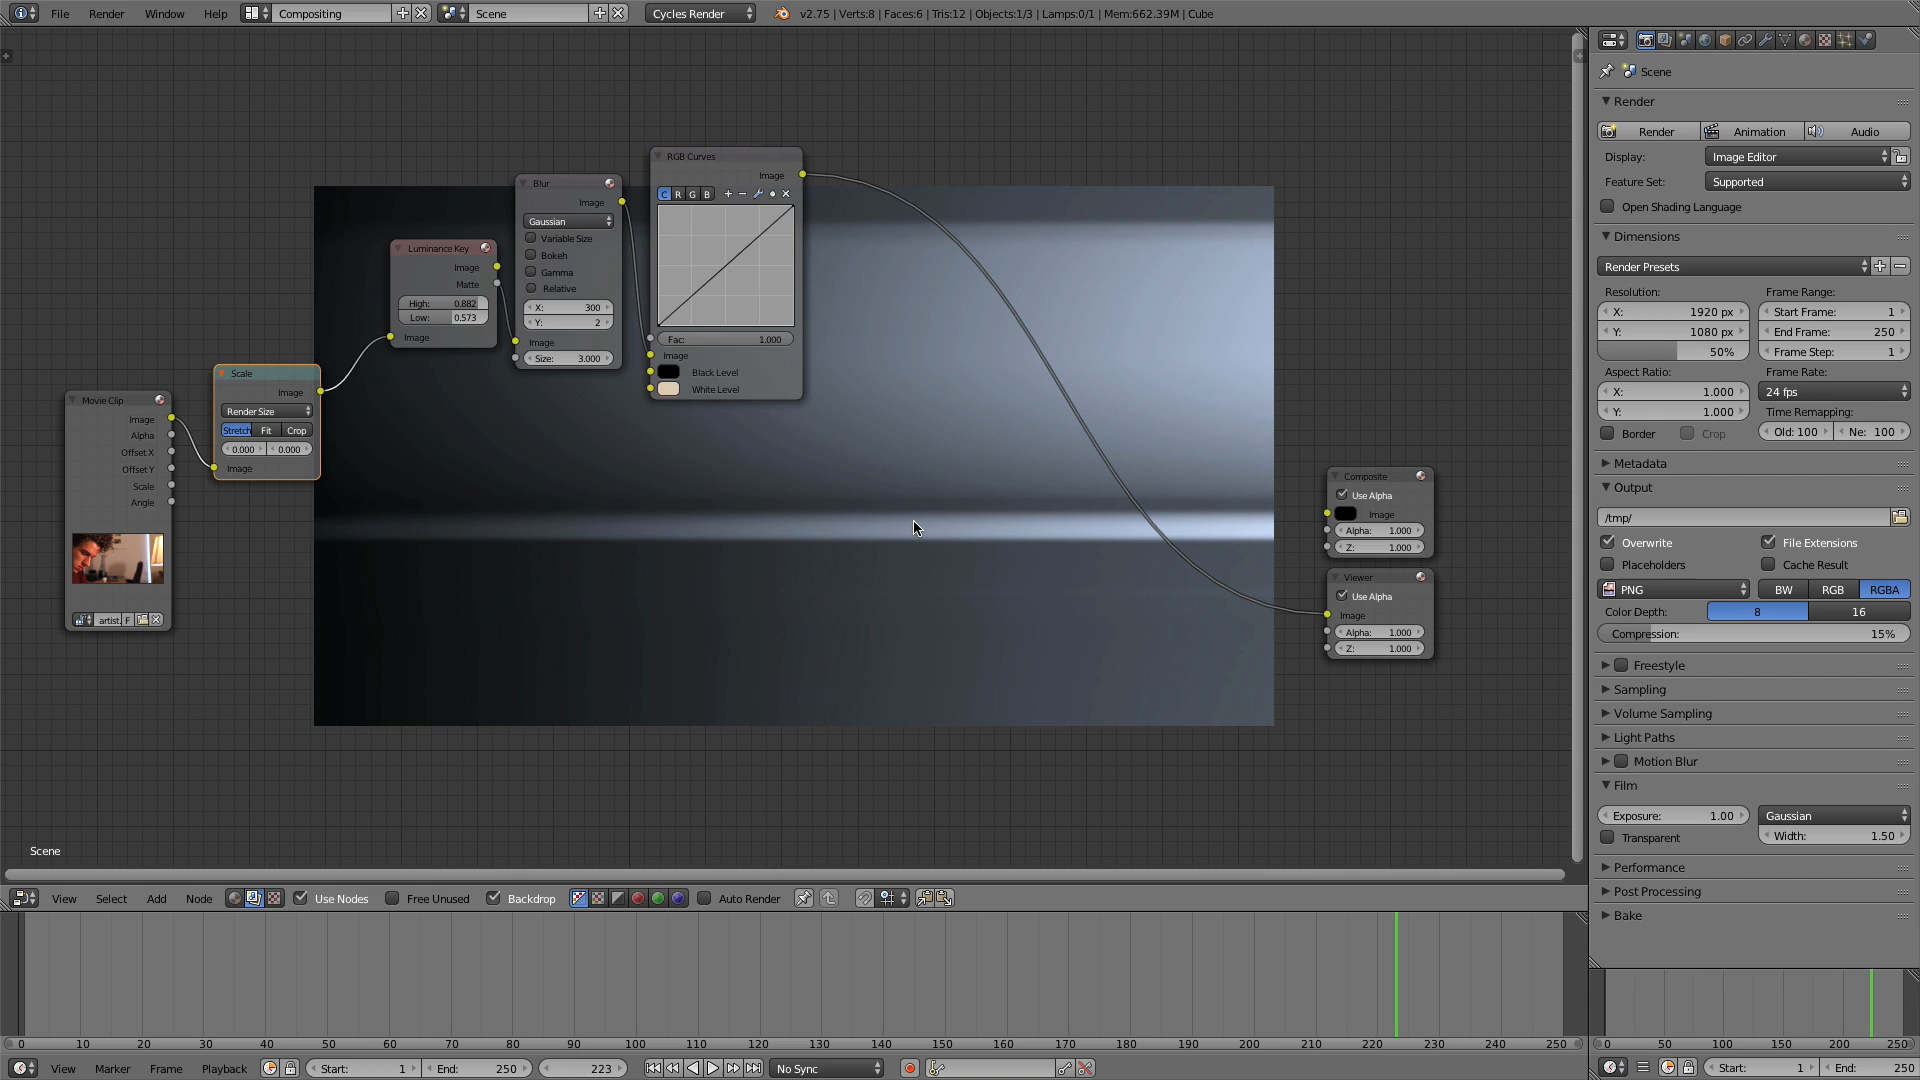 File Render Window Help Compositing Scene Cycles Render v2.75 | Verts:8 | Faces:6 | Tris:12 | Objects:1/3 | Lamps:0/1 | Mem:662.39M | Cube
Scene
Render
Render Animation Audio
Display: Image Editor
Feature Set: Supported
Open Shading Language
Dimensions
Render Presets
Resolution: Frame Range:
X: 1920 px Start Frame: 1
Y: 1080 px End Frame: 250
50% Frame Step: 1
Aspect Ratio: Frame Rate:
X: 1.000 24 fps
Y: 1.000 Time Remapping:
Border Crop Old: 100 Ne: 100
Metadata
Output
/tmp/
Overwrite File Extensions
Placeholders Cache Result
PNG BW RGB RGBA
Color Depth: 8 16
Compression: 15%
Freestyle
Sampling
Volume Sampling
Light Paths
Motion Blur
Film
Exposure: 1.00 Gaussian
Transparent Width: 1.50
Performance
Post Processing
Bake
Movie Clip
Image
Alpha
Offset X
Offset Y
Scale
Angle
artist. F
Scale
Image
Render Size
Stretch Fit Crop
0.000 0.000
Image
Luminance Key
Image
Matte
High: 0.882
Low: 0.573
Image
Blur
Image
Gaussian
Variable Size
Bokeh
Gamma
Relative
X: 300
Y: 2
Image
Size: 3.000
RGB Curves
Image
C R G B
Fac: 1.000
Image
Black Level
White Level
Composite
Use Alpha
Image
Alpha: 1.000
Z: 1.000
Viewer
Use Alpha
Image
Alpha: 1.000
Z: 1.000
Scene
View Select Add Node Use Nodes Free Unused Backdrop Auto Render
0 10 20 30 40 50 60 70 80 90 100 110 120 130 140 150 160 170 180 190 200 210 220 230 240 250
0 50 100 150 200 250
View Marker Frame Playback Start: 1 End: 250 223 No Sync
Start: 1 End: 250